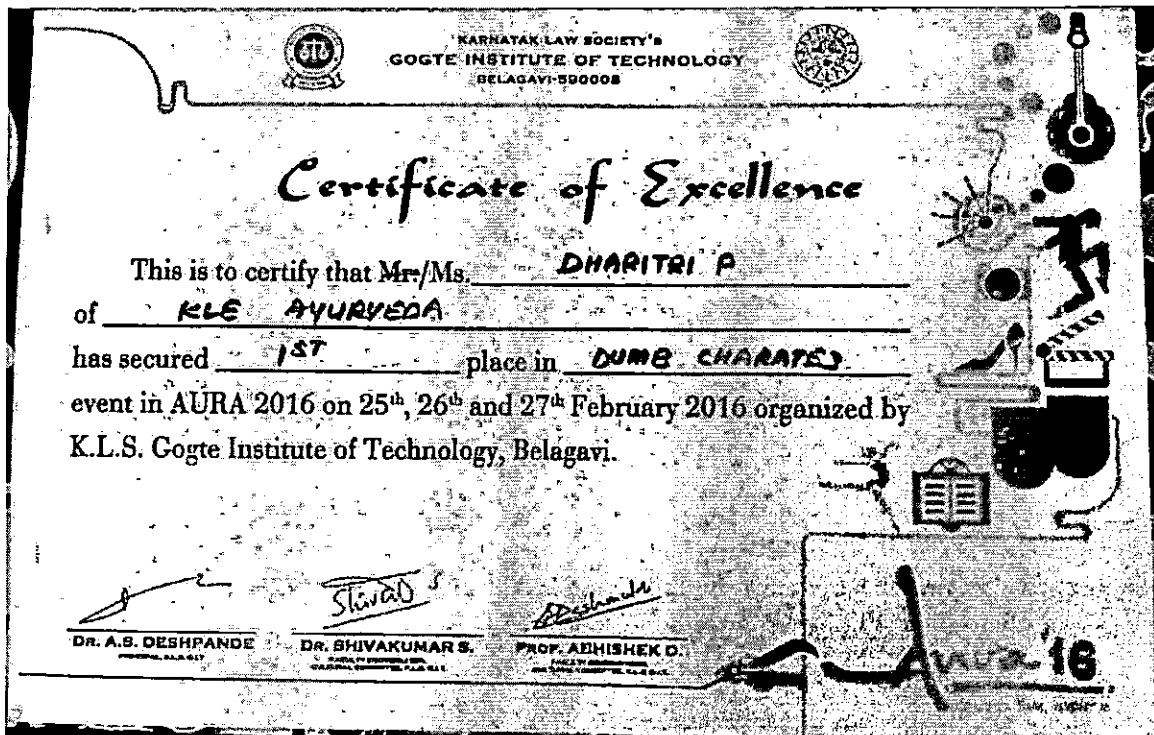 KARNATAK LAW SOCIETY'S
GOGTE INSTITUTE OF TECHNOLOGY
BELAGAVI-590008
Certificate of Excellence
This is to certify that Mr./Ms. DHARITRI P
of KLE AYURVEDA
has secured 1ST place in DUMB CHARATES
event in AURA 2016 on 25th, 26th and 27th February 2016 organized by
K.L.S. Gogte Institute of Technology, Belagavi.
DR. A.S. DESHPANDE DR. SHIVAKUMAR S. PROF. ABHISHEK D.
PRINCIPAL, K.L.S. G.I.T.
Aura '16